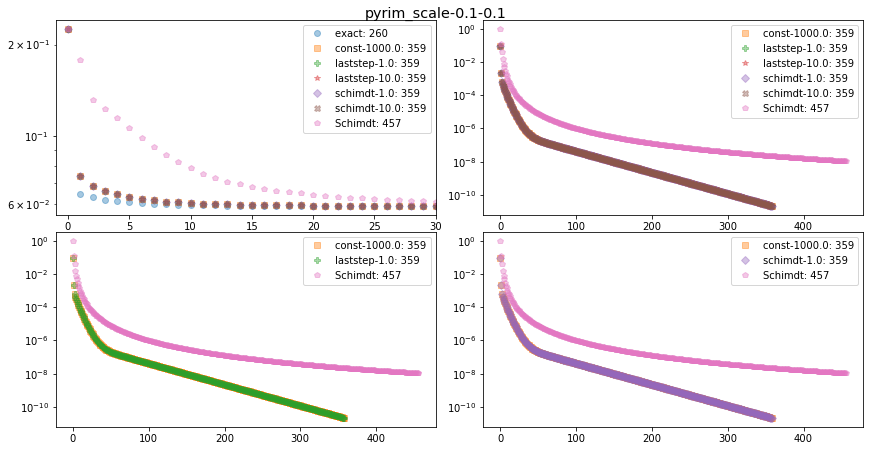 pyrim_scale-0.1-0.1
2 × 10⁻¹
10⁻¹
6 × 10⁻²
0 5 10 15 20 25 30
exact: 260
const-1000.0: 359
laststep-1.0: 359
laststep-10.0: 359
schimdt-1.0: 359
schimdt-10.0: 359
Schimdt: 457
10⁰
10⁻²
10⁻⁴
10⁻⁶
10⁻⁸
10⁻¹⁰
0 100 200 300 400
const-1000.0: 359
laststep-1.0: 359
laststep-10.0: 359
schimdt-1.0: 359
schimdt-10.0: 359
Schimdt: 457
10⁰
10⁻²
10⁻⁴
10⁻⁶
10⁻⁸
10⁻¹⁰
0 100 200 300 400
const-1000.0: 359
laststep-1.0: 359
Schimdt: 457
10⁰
10⁻²
10⁻⁴
10⁻⁶
10⁻⁸
10⁻¹⁰
0 100 200 300 400
const-1000.0: 359
schimdt-1.0: 359
Schimdt: 457